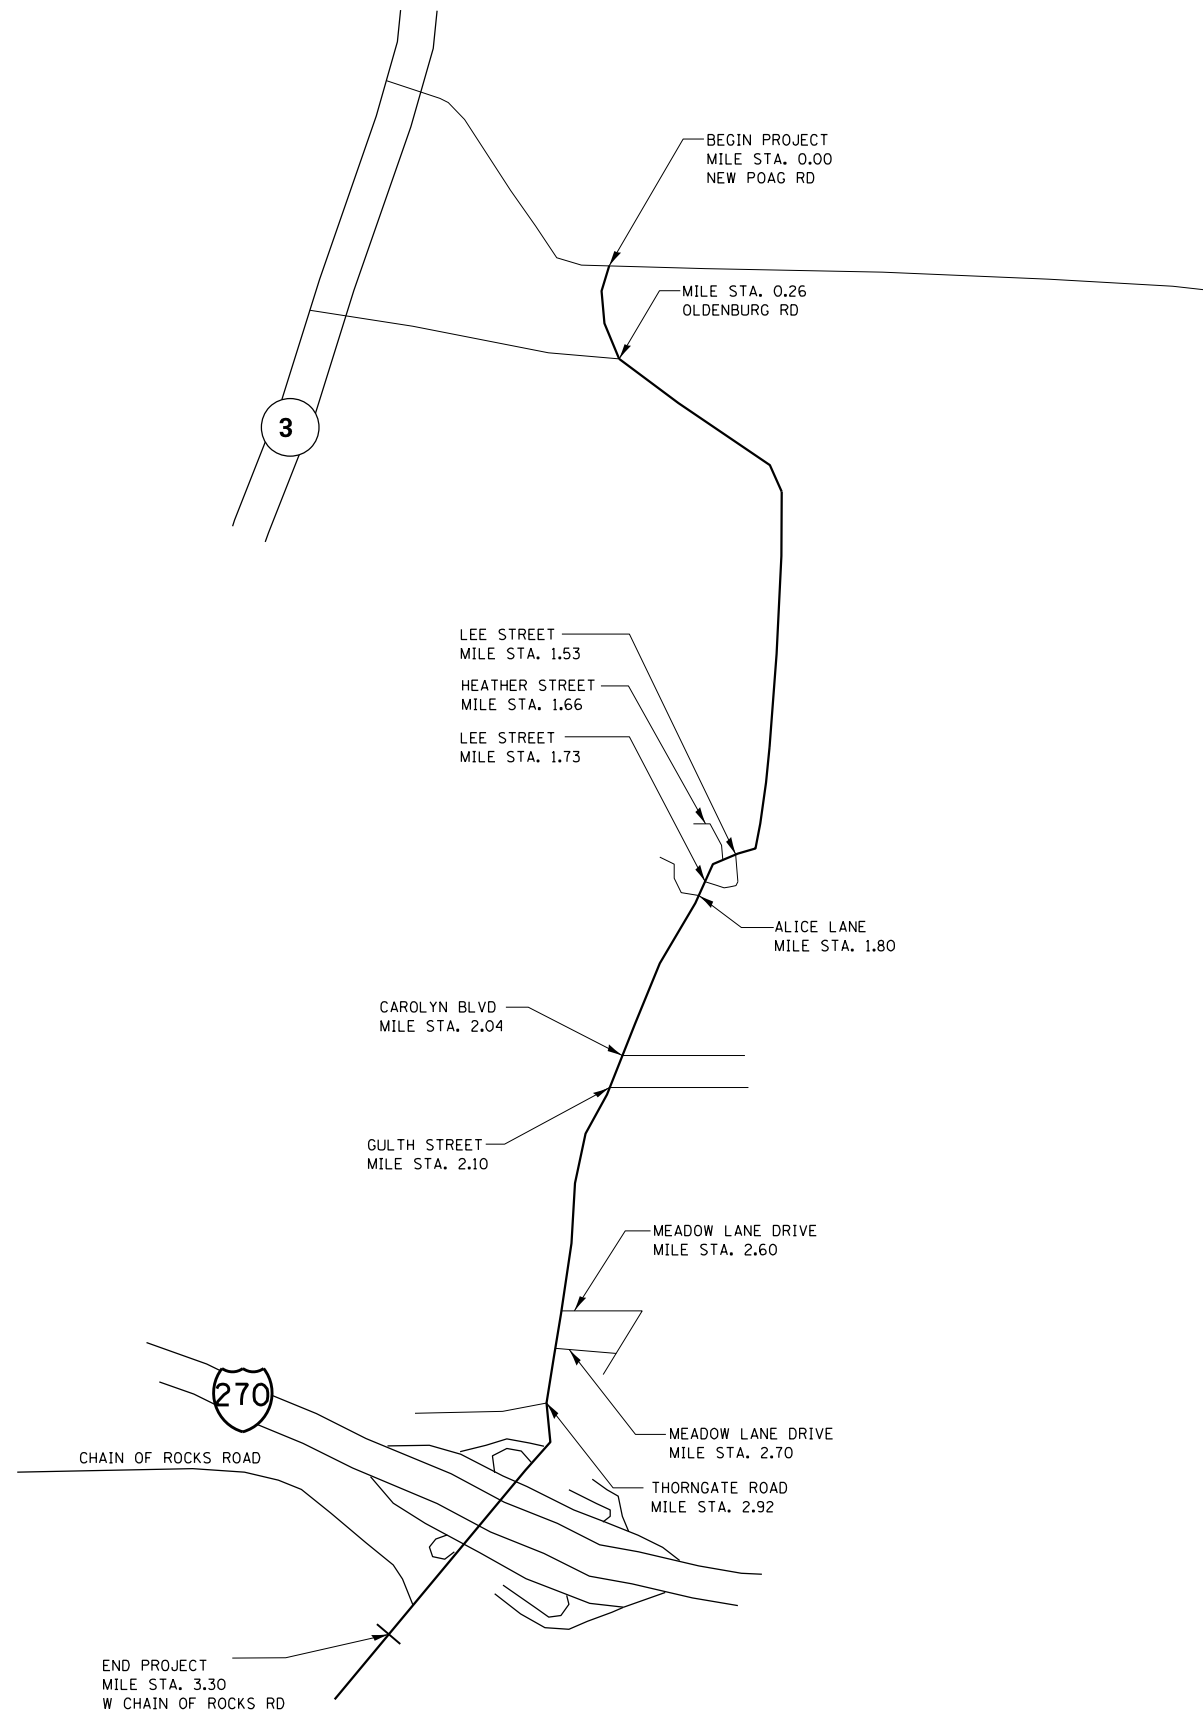 BEGIN PROJECT
MILE STA. 0.00
NEW POAG RD
MILE STA. 0.26
OLDENBURG RD
3
LEE STREET
MILE STA. 1.53
HEATHER STREET
MILE STA. 1.66
LEE STREET
MILE STA. 1.73
ALICE LANE
MILE STA. 1.80
CAROLYN BLVD
MILE STA. 2.04
GULTH STREET
MILE STA. 2.10
MEADOW LANE DRIVE
MILE STA. 2.60
270
MEADOW LANE DRIVE
MILE STA. 2.70
CHAIN OF ROCKS ROAD
THORNGATE ROAD
MILE STA. 2.92
END PROJECT
MILE STA. 3.30
W CHAIN OF ROCKS RD